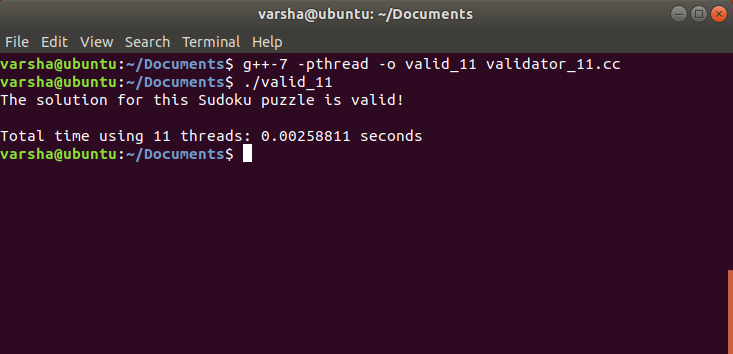 varsha@ubuntu: ~/Documents
File Edit View Search Terminal Help
varsha@ubuntu:~/Documents$ g++-7 -pthread -o valid_11 validator_11.cc
varsha@ubuntu:~/Documents$ ./valid_11
The solution for this Sudoku puzzle is valid!
Total time using 11 threads: 0.00258811 seconds
varsha@ubuntu:~/Documents$